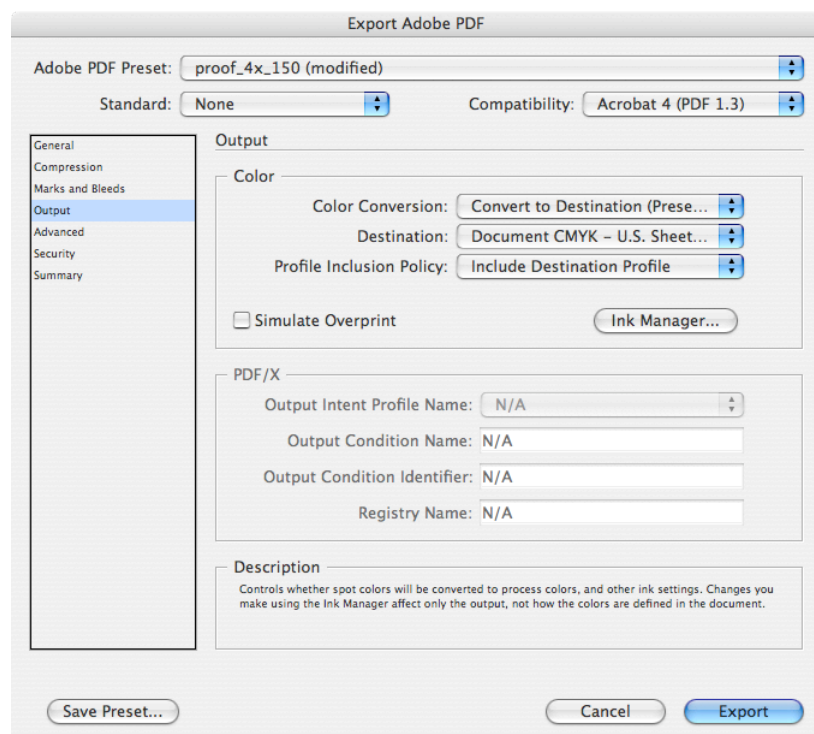 Export Adobe PDF
Adobe PDF Preset: proof_4x_150 (modified)
Standard: None Compatibility: Acrobat 4 (PDF 1.3)
General
Compression
Marks and Bleeds
Output
Advanced
Security
Summary
Output
Color
Color Conversion: Convert to Destination (Prese...
Destination: Document CMYK – U.S. Sheet...
Profile Inclusion Policy: Include Destination Profile
Simulate Overprint Ink Manager...
PDF/X
Output Intent Profile Name: N/A
Output Condition Name: N/A
Output Condition Identifier: N/A
Registry Name: N/A
Description
Controls whether spot colors will be converted to process colors, and other ink settings. Changes you
make using the Ink Manager affect only the output, not how the colors are defined in the document.
Save Preset... Cancel Export